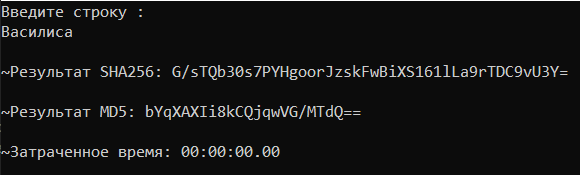 Введите строку :
Василиса
~Результат SHA256: G/sTQb30s7PYHgoorJzskFwBiXS161lLa9rTDC9vU3Y=
~Результат MD5: bYqXAXIi8kCQjqwVG/MTdQ==
~Затраченное время: 00:00:00.00